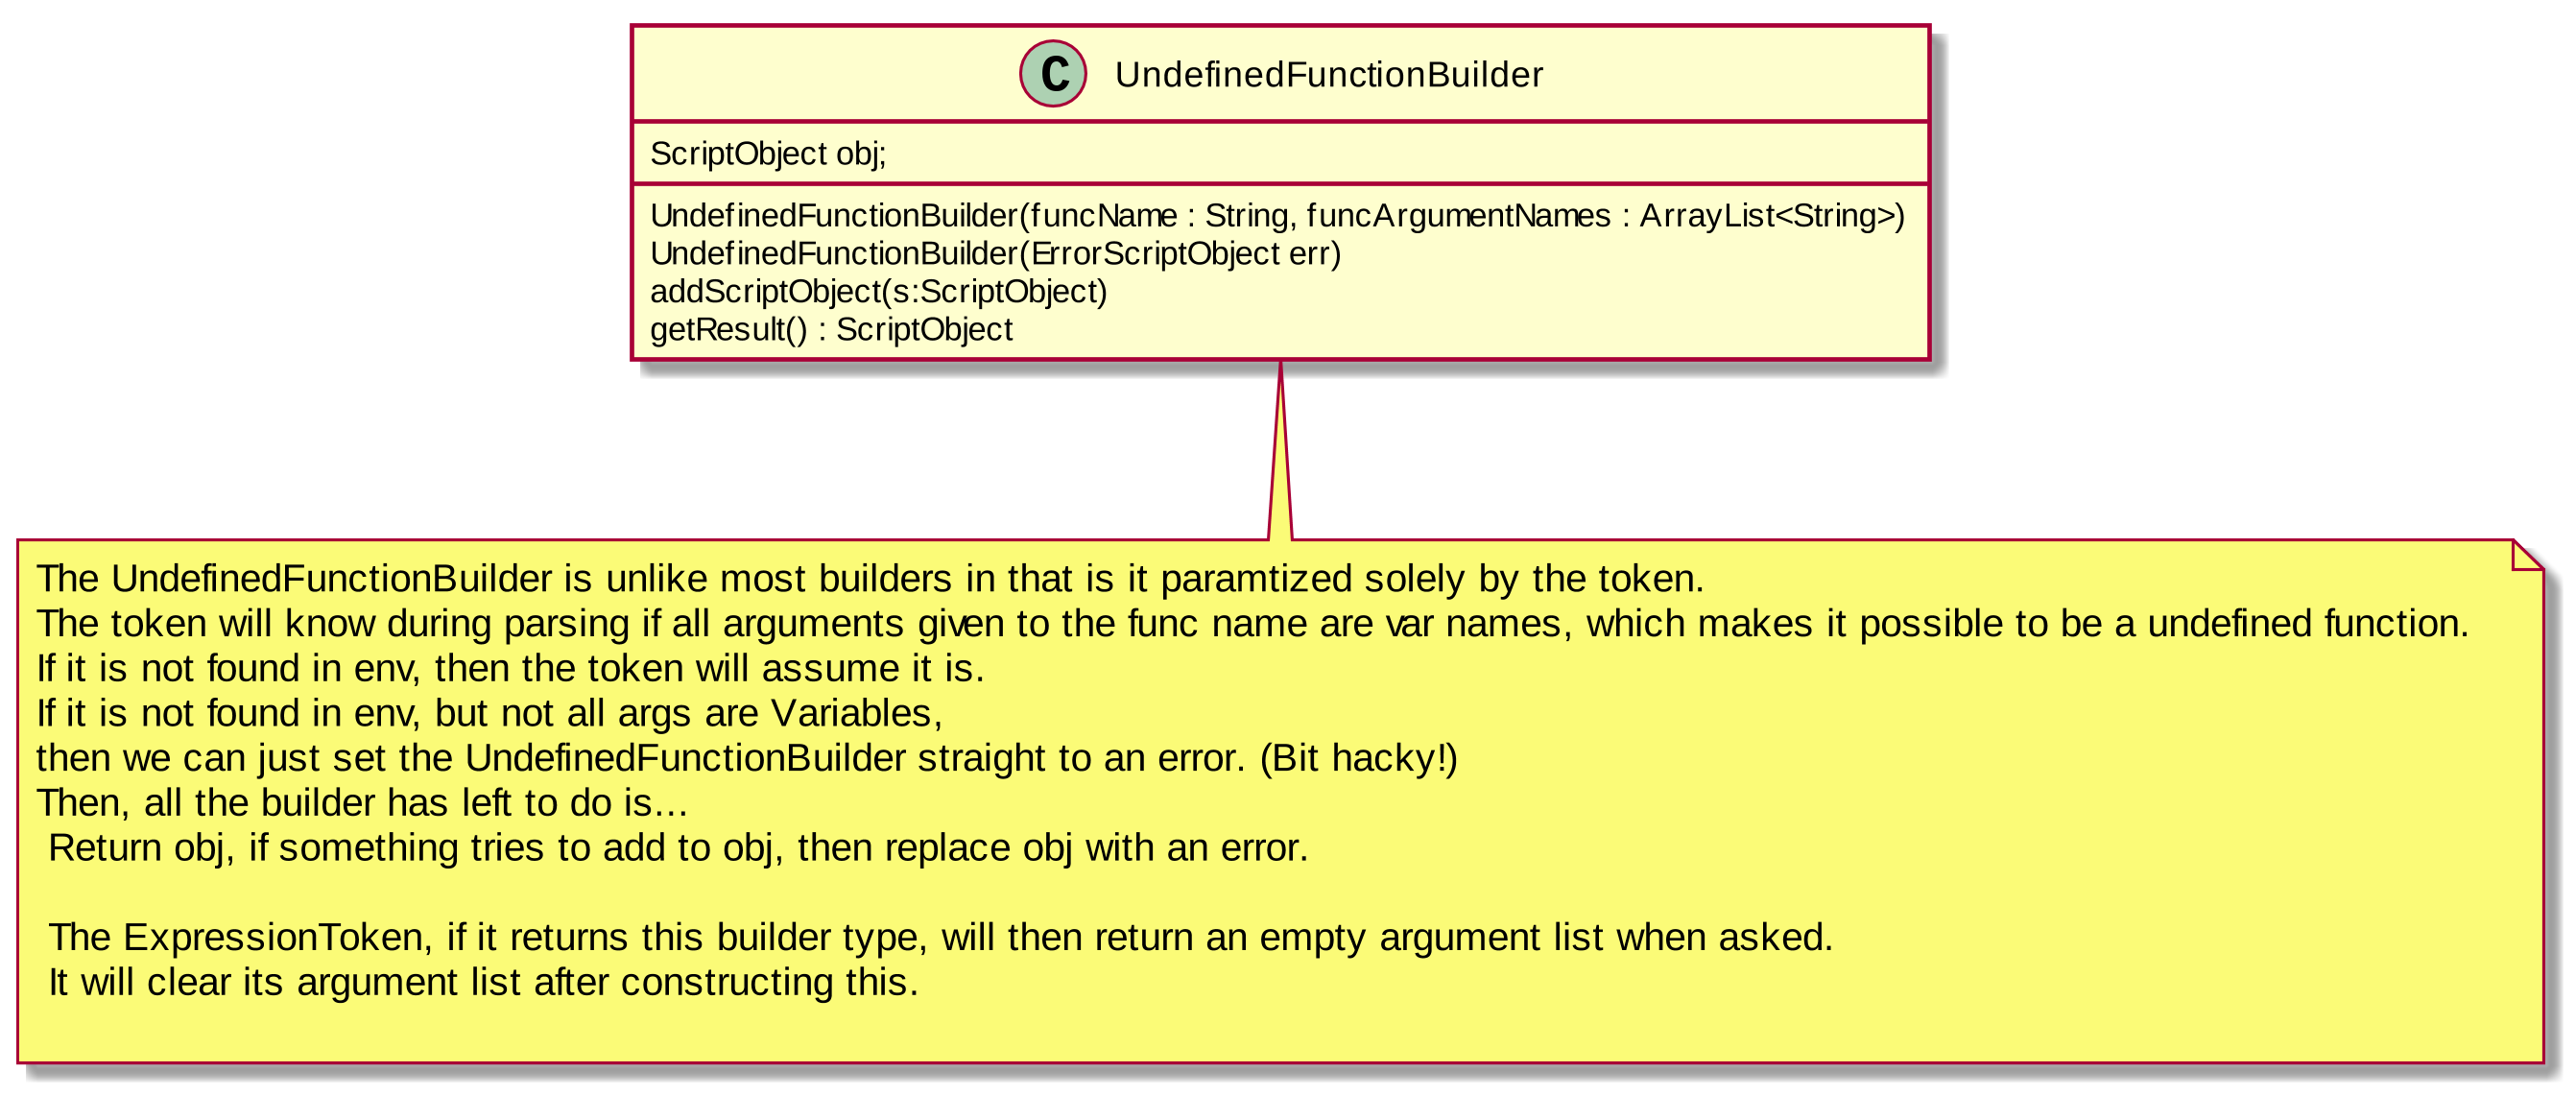 C UndefinedFunctionBuilder
ScriptObject obj;
UndefinedFunctionBuilder(funcName : String, funcArgumentNames : ArrayList<String>)
UndefinedFunctionBuilder(ErrorScriptObject err)
addScriptObject(s:ScriptObject)
getResult() : ScriptObject
The UndefinedFunctionBuilder is unlike most builders in that is it paramtized solely by the token.
The token will know during parsing if all arguments given to the func name are var names, which makes it possible to be a undefined function.
If it is not found in env, then the token will assume it is.
If it is not found in env, but not all args are Variables,
then we can just set the UndefinedFunctionBuilder straight to an error. (Bit hacky!)
Then, all the builder has left to do is...
Return obj, if something tries to add to obj, then replace obj with an error.
The ExpressionToken, if it returns this builder type, will then return an empty argument list when asked.
It will clear its argument list after constructing this.